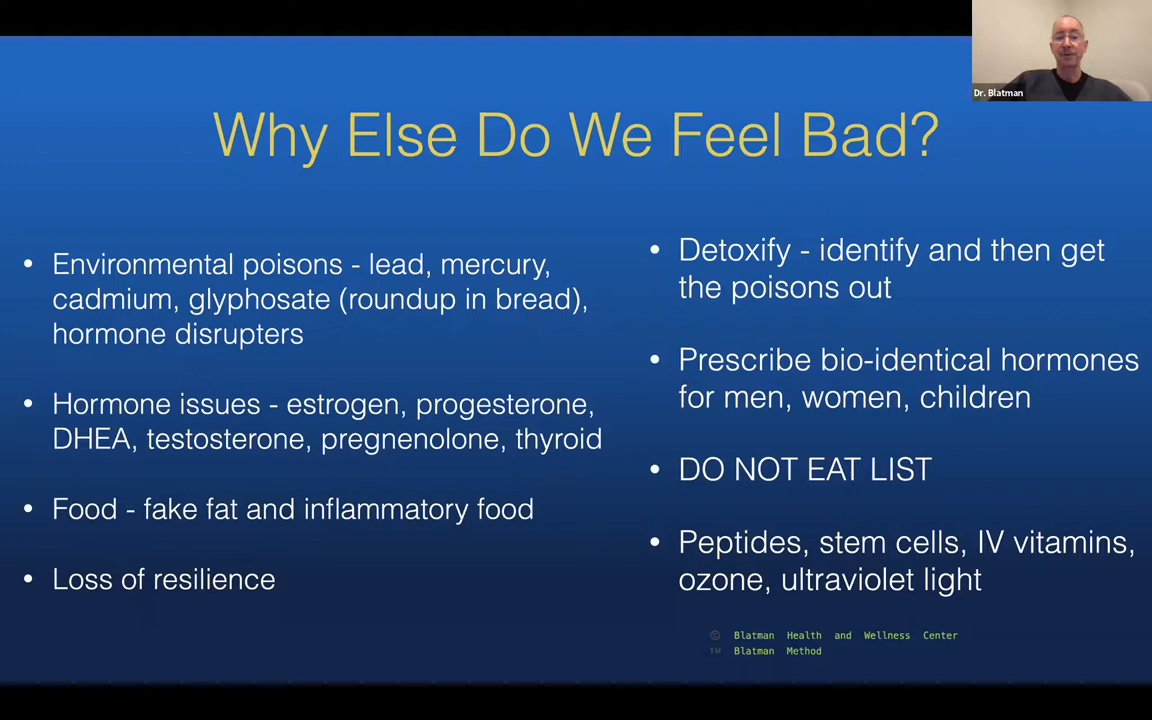 Dr. Blatman
Why Else Do We Feel Bad?
• Environmental poisons - lead, mercury,
cadmium, glyphosate (roundup in bread),
hormone disrupters
• Hormone issues - estrogen, progesterone,
DHEA, testosterone, pregnenolone, thyroid
• Food - fake fat and inflammatory food
• Loss of resilience
• Detoxify - identify and then get
the poisons out
• Prescribe bio-identical hormones
for men, women, children
• DO NOT EAT LIST
• Peptides, stem cells, IV vitamins,
ozone, ultraviolet light
© Blatman Health and Wellness Center
™ Blatman Method